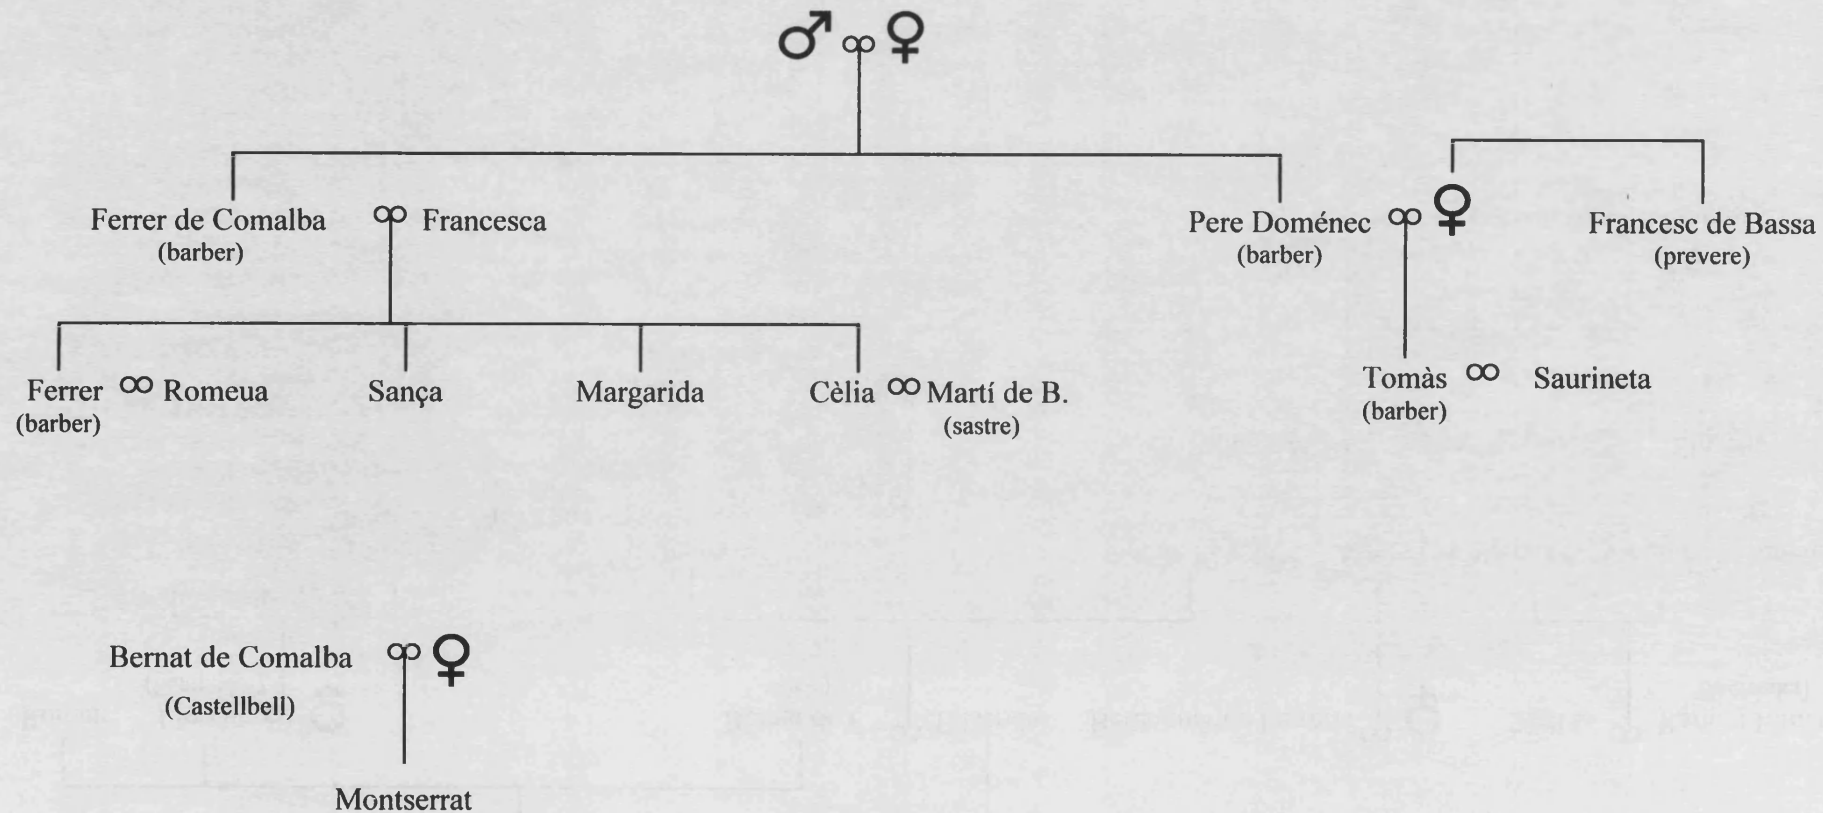 Ferrer de Comalba Francesca Pere Doménec Francesc de Bassa
(barber) (barber) (prevere)
Ferrer Romeua Sança Margarida Cèlia Martí de B. Tomàs Saurineta
(barber) (sastre) (barber)
Bernat de Comalba
(Castellbell)
Montserrat